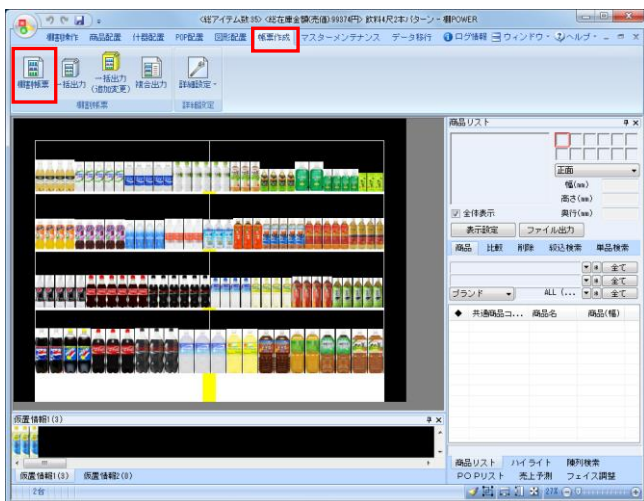 <総アイテム数:35> <総在庫金額(売価):99374円> 飲料4尺2本パターン - 棚POWER
棚割操作 商品配置 什器配置 POP配置 図形配置 帳票作成 マスターメンテナンス データ移行 ログ情報 ウィンドウ ヘルプ
棚割帳票 一括出力 一括出力(追加変更) 複合出力 詳細設定
棚割帳票 詳細設定
商品リスト
正面
幅(mm)
高さ(mm)
全体表示 奥行(mm)
表示設定 ファイル出力
商品 比較 削除 絞込検索 単品検索
全て
全て
ブランド ALL (... 全て
◆ 共通商品コ... 商品名 商品(幅)
仮置情報1(3)
仮置情報1(3) 仮置情報2(0)
商品リスト ハイライト 陳列検索
POPリスト 売上予測 フェイス調整
2台 27%